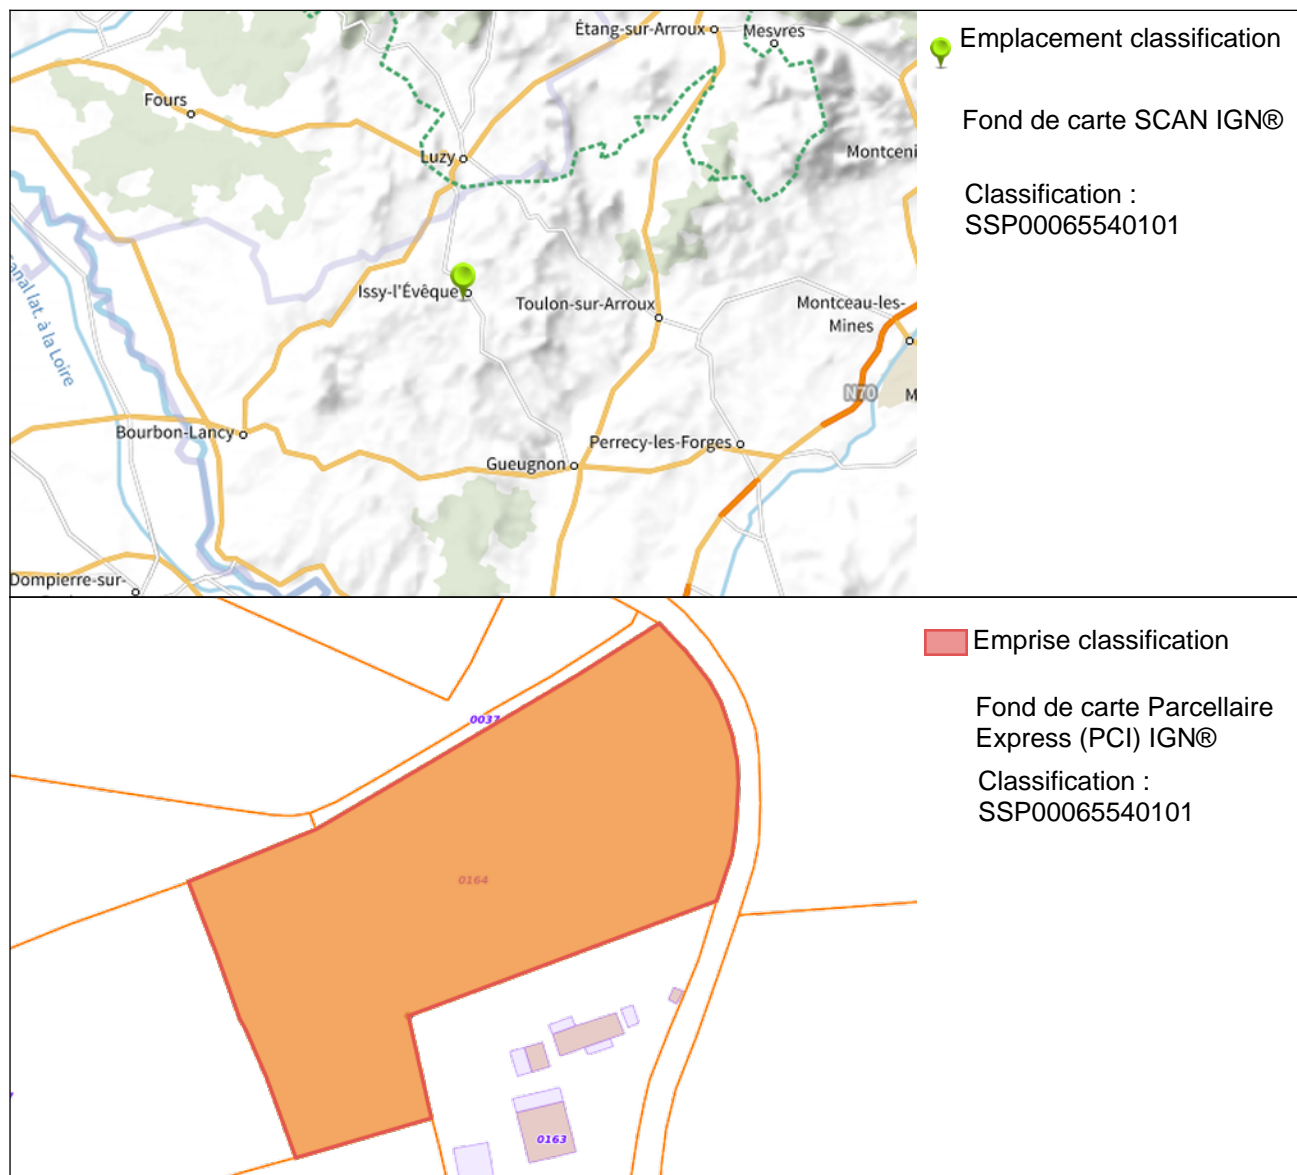 Étang-sur-Arroux
Mesvres
Fours
Luzy
Montceni
anal lat. à la Loire
Issy-l'Évêque
Toulon-sur-Arroux
Montceau-les-
Mines
N70
M
Bourbon-Lancy
Perrecy-les-Forges
Gueugnon
Dompierre-sur-
Emplacement classification
Fond de carte SCAN IGN®
Classification :
SSP00065540101
0037
0164
0163
Emprise classification
Fond de carte Parcellaire
Express (PCI) IGN®
Classification :
SSP00065540101